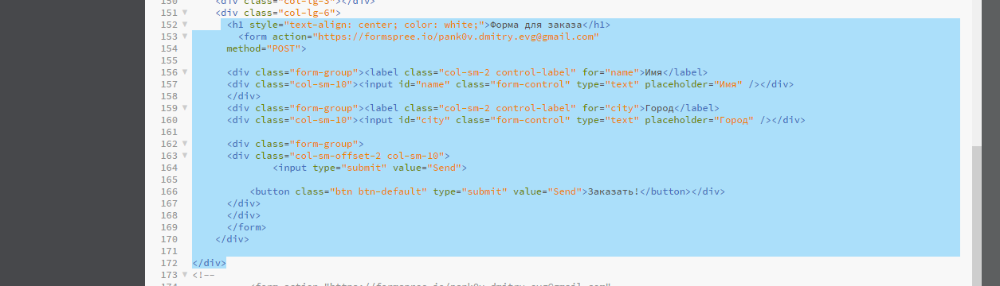 150 <div class="col-lg-3"></div>
151 <div class="col-lg-6">
152 <h1 style="text-align: center; color: white;">Форма для заказа</h1>
153 <form action="https://formspree.io/pank0v.dmitry.evg@gmail.com"
154 method="POST">
155
156 <div class="form-group"><label class="col-sm-2 control-label" for="name">Имя</label>
157 <div class="col-sm-10"><input id="name" class="form-control" type="text" placeholder="Имя" /></div>
158 </div>
159 <div class="form-group"><label class="col-sm-2 control-label" for="city">Город</label>
160 <div class="col-sm-10"><input id="city" class="form-control" type="text" placeholder="Город" /></div>
161
162 <div class="form-group">
163 <div class="col-sm-offset-2 col-sm-10">
164 <input type="submit" value="Send">
165
166 <button class="btn btn-default" type="submit" value="Send">Заказать!</button></div>
167 </div>
168 </div>
169 </form>
170 </div>
171
172 </div>
173 <!--
174 <form action="https://formspree.io/pank0v.dmitry.evg@gmail.com"